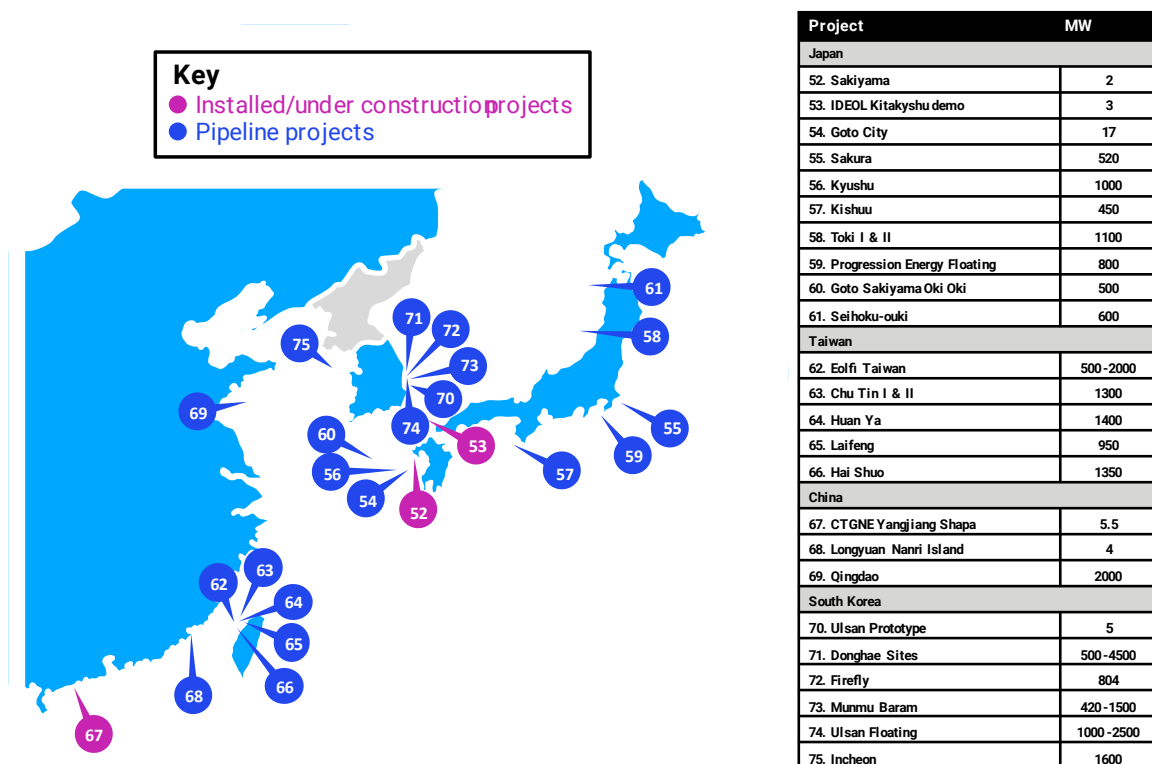 Key
Installed/under construction projects
Pipeline projects
61
71
72
58
75
73
70
69
74
55
60
53
59
56
57
54
52
63
62
64
65
66
68
67
Project MW
Japan
52. Sakiyama 2
53. IDEOL Kitakyshu demo 3
54. Goto City 17
55. Sakura 520
56. Kyushu 1000
57. Kishuu 450
58. Toki I & II 1100
59. Progression Energy Floating 800
60. Goto Sakiyama Oki Oki 500
61. Seihoku-ouki 600
Taiwan
62. Eolfi Taiwan 500-2000
63. Chu Tin I & II 1300
64. Huan Ya 1400
65. Laifeng 950
66. Hai Shuo 1350
China
67. CTGNE Yangjiang Shapa 5.5
68. Longyuan Nanri Island 4
69. Qingdao 2000
South Korea
70. Ulsan Prototype 5
71. Donghae Sites 500-4500
72. Firefly 804
73. Munmu Baram 420-1500
74. Ulsan Floating 1000-2500
75. Incheon 1600